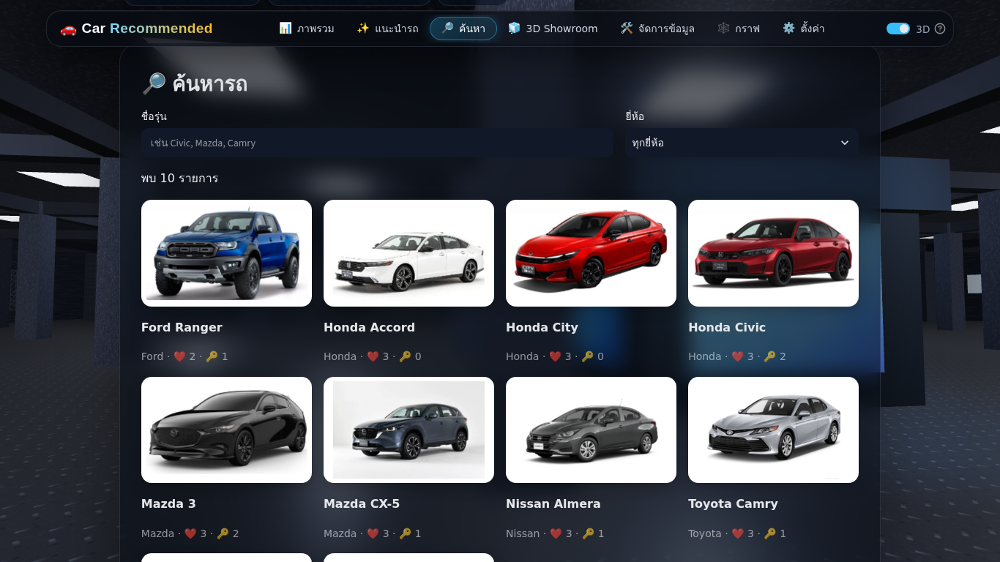 🚗 Car Recommended
📊 ภาพรวม
✨ แนะนำรถ
🔎 ค้นหา
🧊 3D Showroom
🛠️ จัดการข้อมูล
🕸️ กราฟ
⚙️ ตั้งค่า
3D
🔎 ค้นหารถ
ชื่อรุ่น
ยี่ห้อ
เช่น Civic, Mazda, Camry
ทุกยี่ห้อ
พบ 10 รายการ
FORD
CITY
CIVIC
Ford Ranger
Honda Accord
Honda City
Honda Civic
Ford · ❤️ 2 · 🔑 1
Honda · ❤️ 3 · 🔑 0
Honda · ❤️ 3 · 🔑 0
Honda · ❤️ 3 · 🔑 2
Mazda 3
Mazda CX-5
Nissan Almera
Toyota Camry
Mazda · ❤️ 3 · 🔑 2
Mazda · ❤️ 3 · 🔑 1
Nissan · ❤️ 3 · 🔑 1
Toyota · ❤️ 3 · 🔑 1